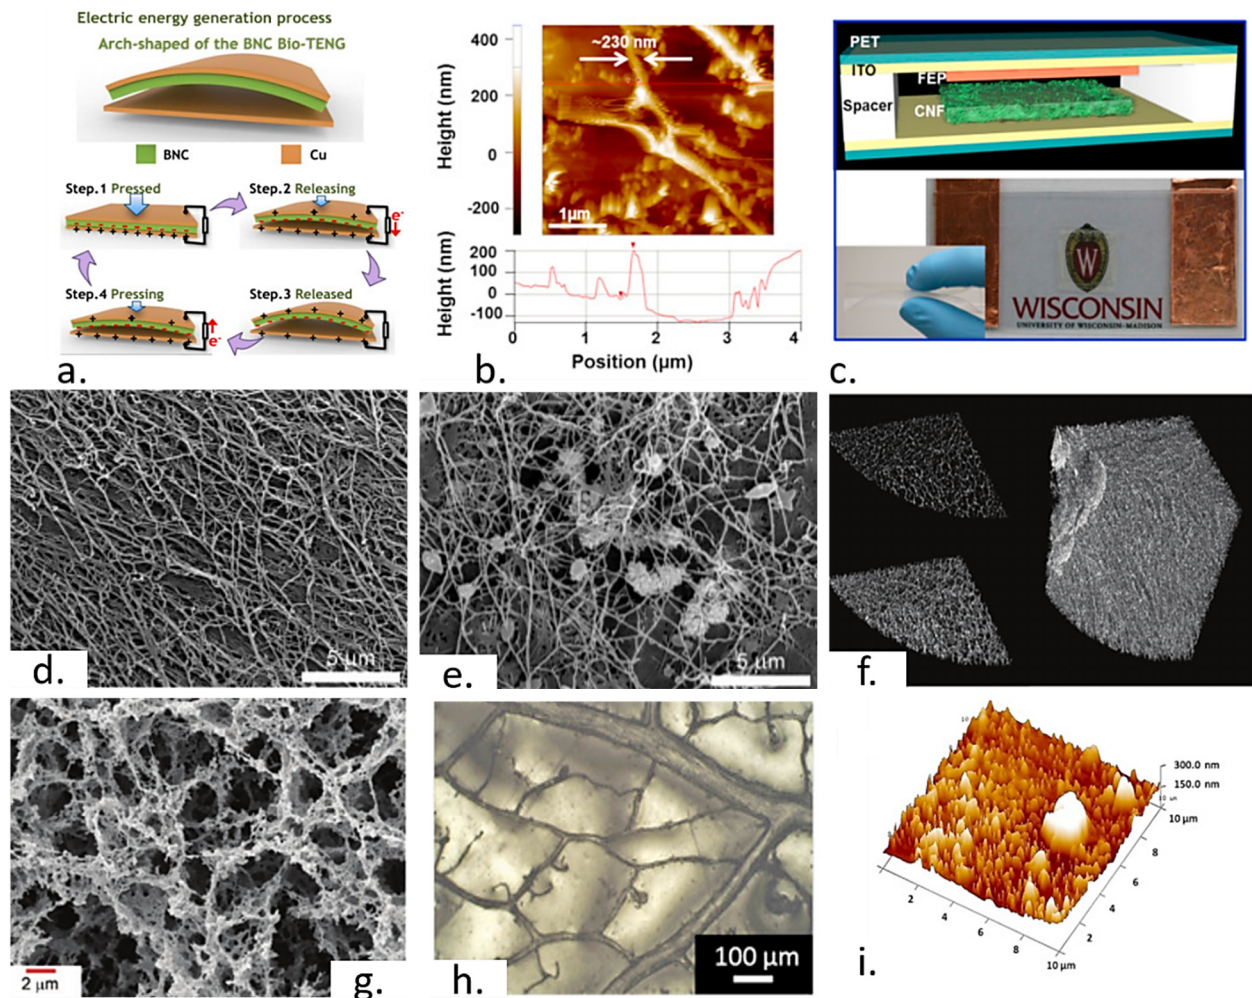 Electric energy generation process
Arch-shaped of the BNC Bio-TENG
BNC
Cu
Step.1 Pressed
Step.2 Releasing
e-
Step.4 Pressing
Step.3 Released
e-
a.
Height (nm)
400
200
0
-200
~230 nm
1μm
Height (nm)
200
100
0
-100
0
1
2
3
4
Position (μm)
b.
PET
ITO
FEP
Spacer
CNF
W
WISCONSIN
UNIVERSITY OF WISCONSIN-MADISON
c.
5 μm
d.
5 μm
e.
f.
2 μm
g.
100 μm
h.
10
300.0 nm
150.0 nm
10 μm
8
6
4
2
2
4
6
8
10 μm
i.